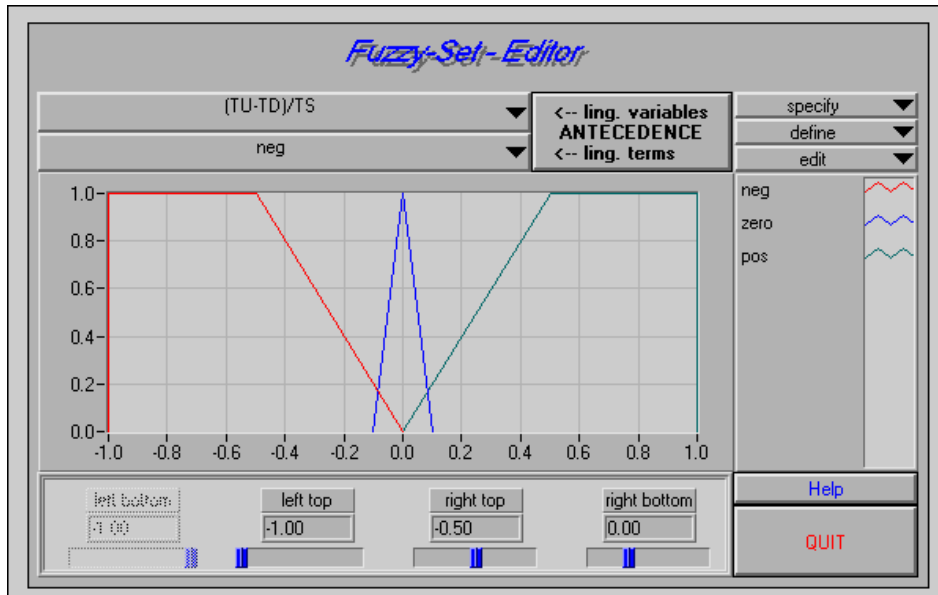 Fuzzy-Set-Editor
(TU-TD)/TS
neg
<-- ling. variables
ANTECEDENCE
<-- ling. terms
specify
define
edit
1.0
0.8
0.6
0.4
0.2
0.0
-1.0 -0.8 -0.6 -0.4 -0.2 0.0 0.2 0.4 0.6 0.8 1.0
neg
zero
pos
left bottom
-1.00
left top
-1.00
right top
-0.50
right bottom
0.00
Help
QUIT